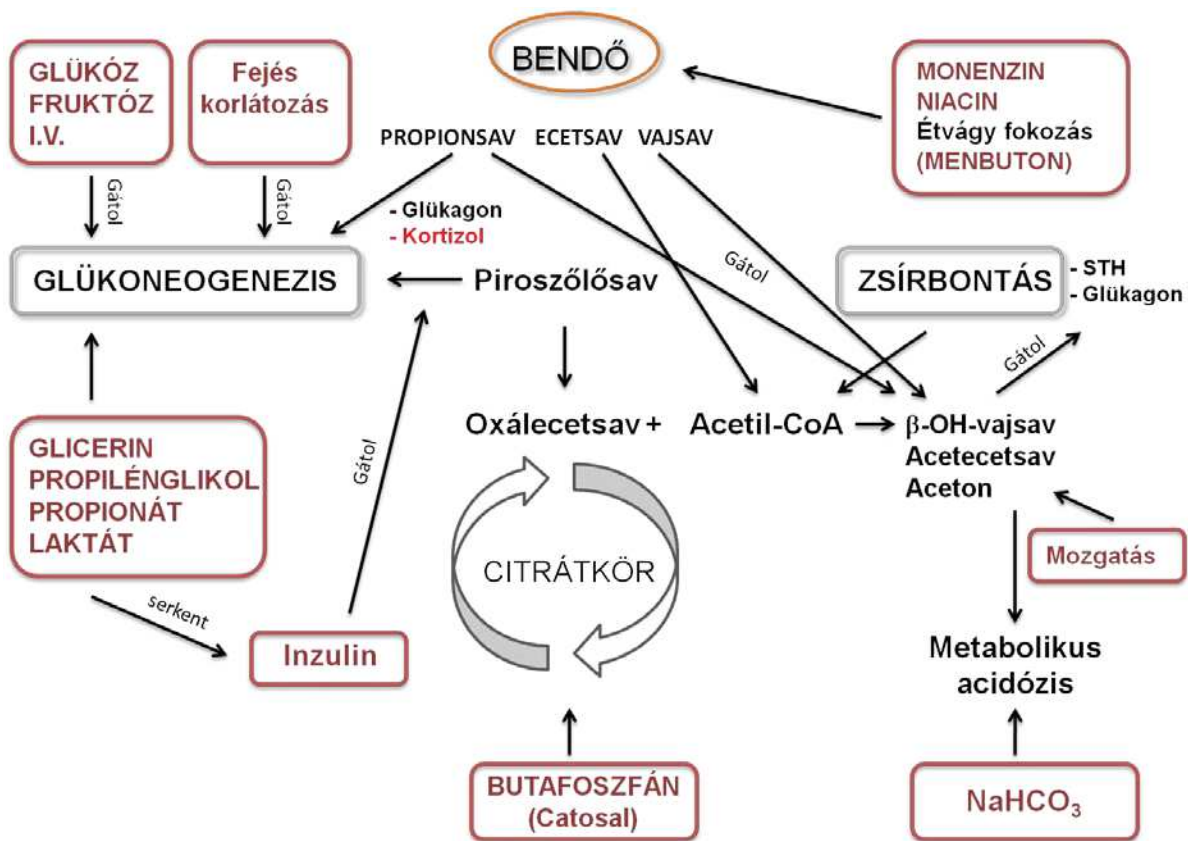 BENDŐ
GLÜKÓZ
FRUKTÓZ
I.V.
Fejés
korlátozás
MONENZIN
NIACIN
Étvágy fokozás
(MENBUTON)
PROPIONSAV ECETSAV VAJSAV
Gátol
Gátol
- Glükagon
- Kortizol
GLÜKONEOGENEZIS
Piroszőlősav
Gátol
ZSÍRBONTÁS
- STH
- Glükagon
Gátol
Oxálecetsav + Acetil-CoA
β-OH-vajsav
Acetecetsav
Aceton
GLICERIN
PROPILÉNGLIKOL
PROPIONÁT
LAKTÁT
Gátol
CITRÁTKÖR
Mozgatás
serkent
Inzulin
Metabolikus
acidózis
BUTAFOSZFÁN
(Catosal)
NaHCO₃